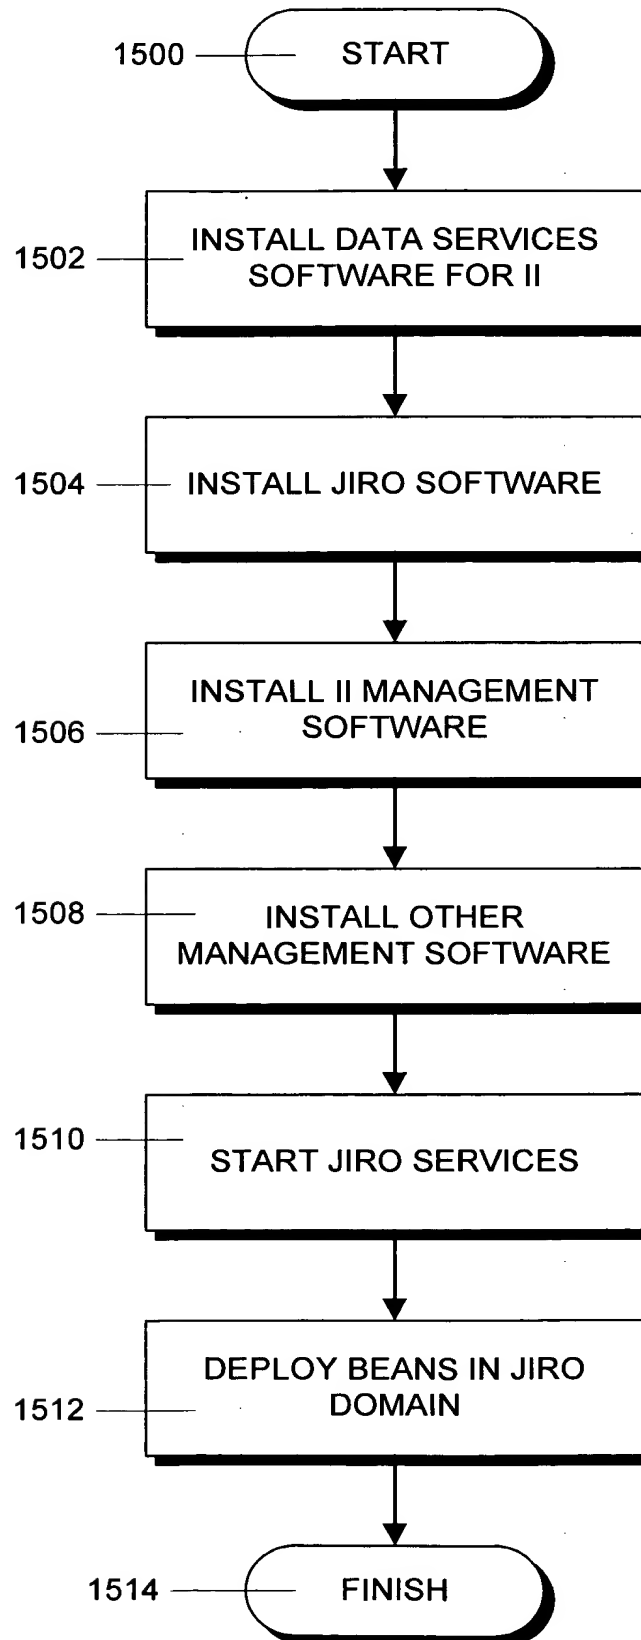 1500
START
1502
INSTALL DATA SERVICES
SOFTWARE FOR II
1504
INSTALL JIRO SOFTWARE
1506
INSTALL II MANAGEMENT
SOFTWARE
1508
INSTALL OTHER
MANAGEMENT SOFTWARE
1510
START JIRO SERVICES
1512
DEPLOY BEANS IN JIRO
DOMAIN
1514
FINISH